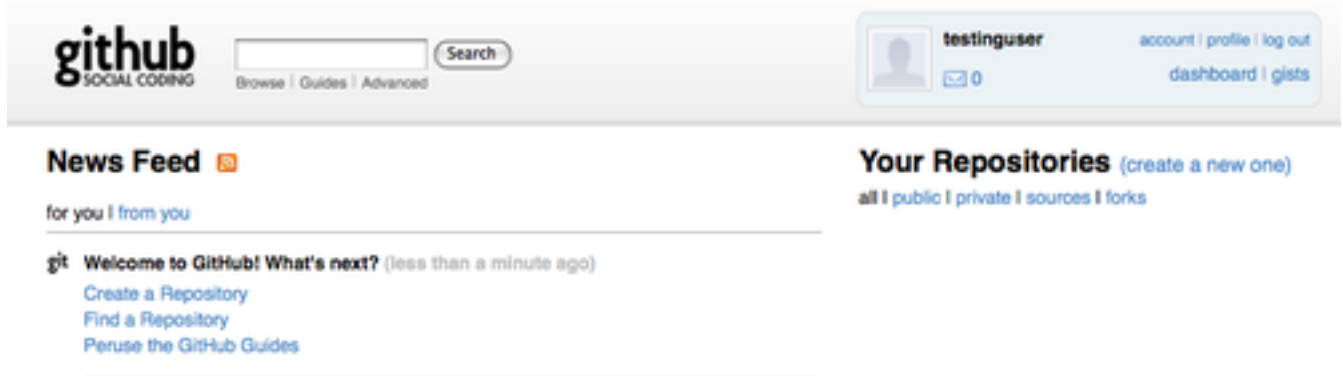 github
SOCIAL CODING
Search
Browse | Guides | Advanced
testinguser
account | profile | log out
0
dashboard | gists
News Feed
for you | from you
git Welcome to GitHub! What's next? (less than a minute ago)
Create a Repository
Find a Repository
Peruse the GitHub Guides
Your Repositories (create a new one)
all | public | private | sources | forks